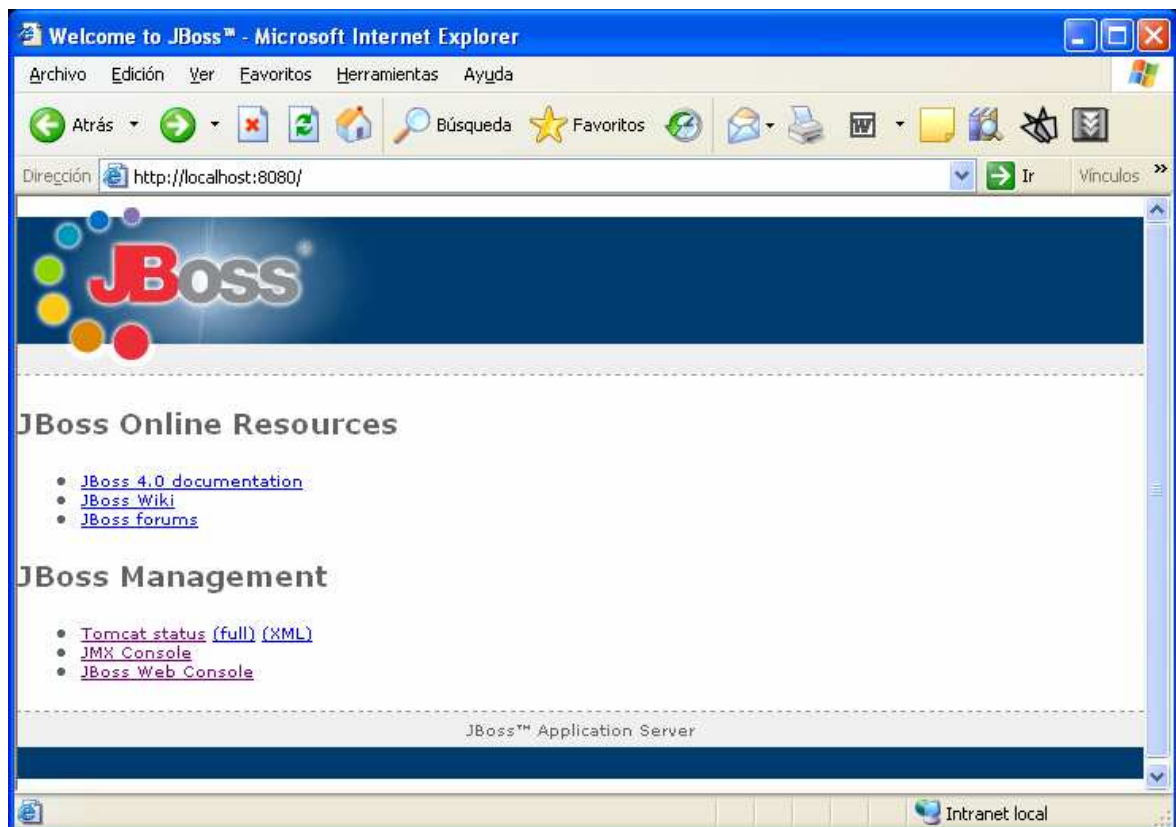 Welcome to JBoss™ - Microsoft Internet Explorer
Archivo Edición Ver Favoritos Herramientas Ayuda
Atrás Búsqueda Favoritos W
Dirección http://localhost:8080/ Ir Vínculos »
JBoss®
JBoss Online Resources
JBoss 4.0 documentation
JBoss Wiki
JBoss forums
JBoss Management
Tomcat status (full) (XML)
JMX Console
JBoss Web Console
JBoss™ Application Server
Intranet local